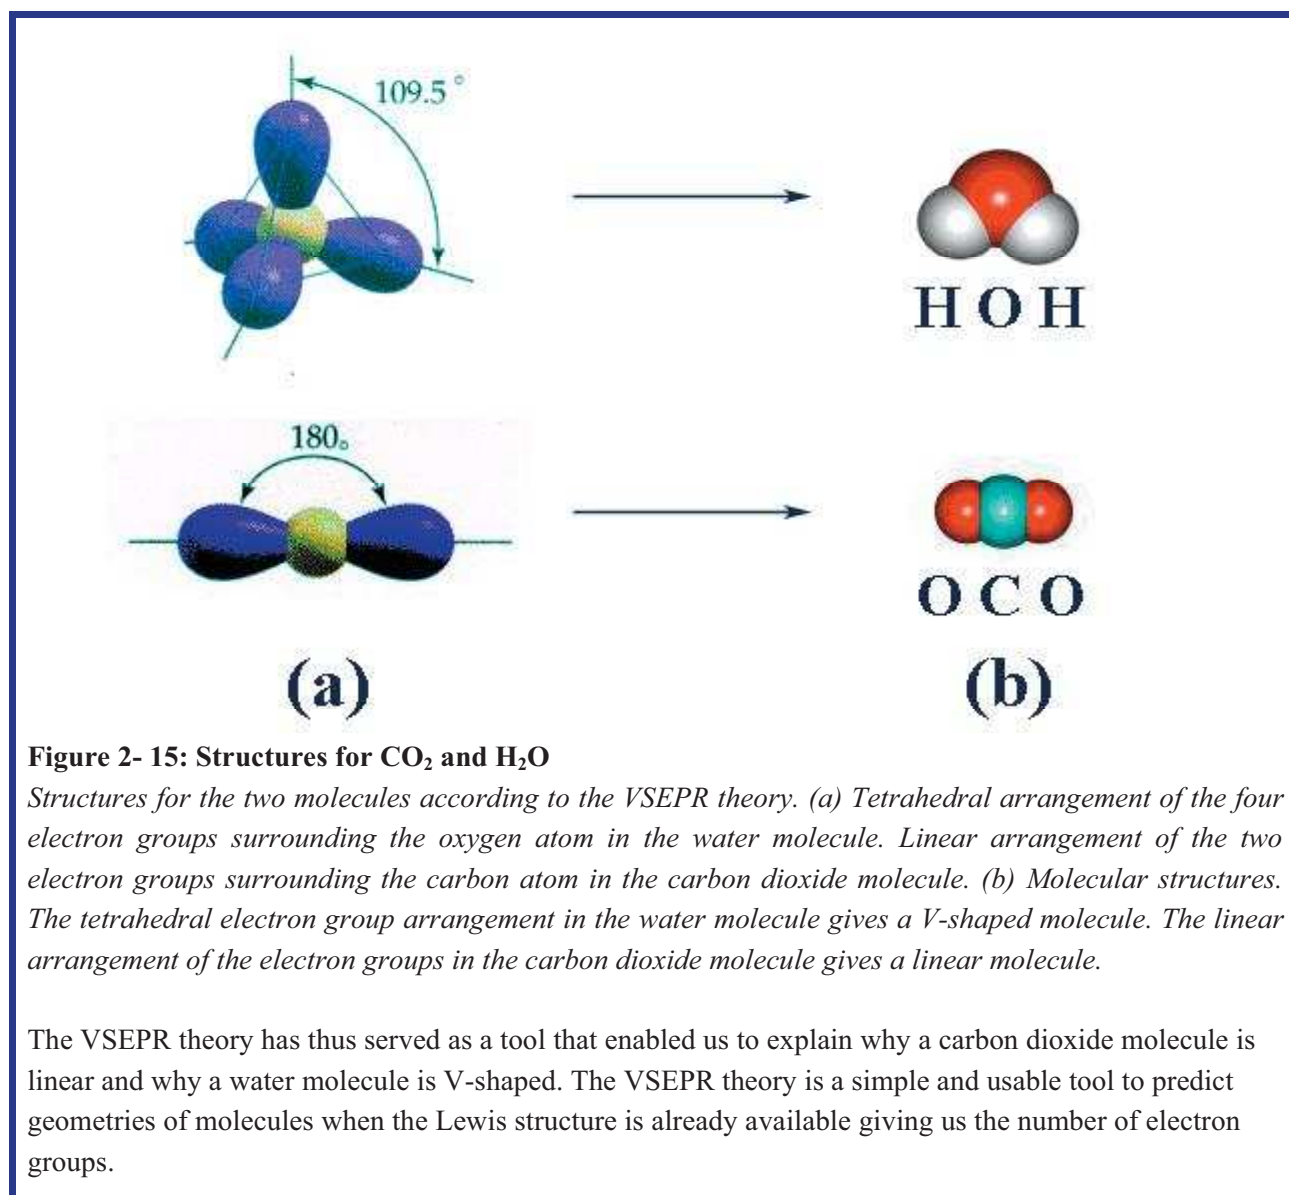 109.5°
H O H
180°
O C O
(a)
(b)
Figure 2- 15: Structures for CO₂ and H₂O
Structures for the two molecules according to the VSEPR theory. (a) Tetrahedral arrangement of the four
electron groups surrounding the oxygen atom in the water molecule. Linear arrangement of the two
electron groups surrounding the carbon atom in the carbon dioxide molecule. (b) Molecular structures.
The tetrahedral electron group arrangement in the water molecule gives a V-shaped molecule. The linear
arrangement of the electron groups in the carbon dioxide molecule gives a linear molecule.
The VSEPR theory has thus served as a tool that enabled us to explain why a carbon dioxide molecule is
linear and why a water molecule is V-shaped. The VSEPR theory is a simple and usable tool to predict
geometries of molecules when the Lewis structure is already available giving us the number of electron
groups.